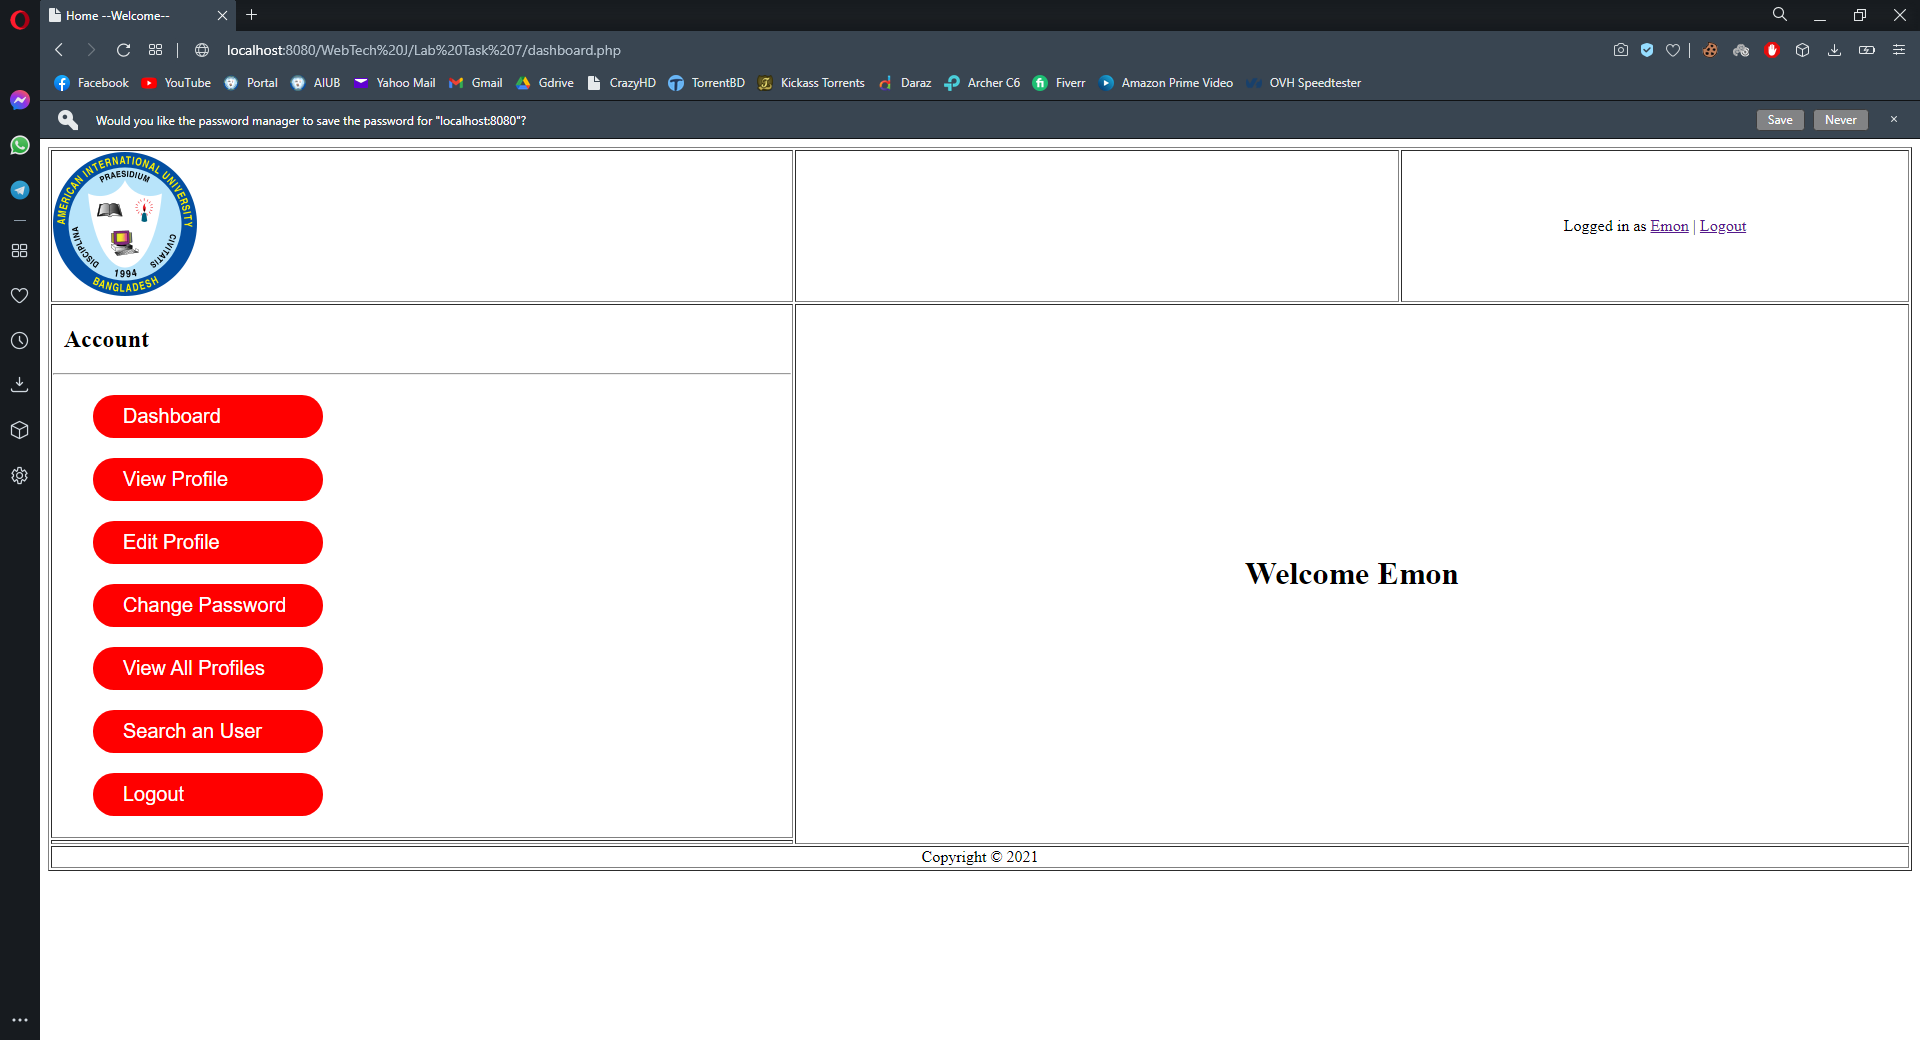 Home --Welcome--
localhost:8080/WebTech%20J/Lab%20Task%207/dashboard.php
Facebook YouTube Portal AIUB Yahoo Mail Gmail Gdrive CrazyHD TorrentBD Kickass Torrents Daraz Archer C6 Fiverr Amazon Prime Video OVH Speedtester
Would you like the password manager to save the password for "localhost:8080"? Save Never
AMERICAN INTERNATIONAL UNIVERSITY
PRAESIDIUM
DISCIPLINA
CIVITATIS
1994
BANGLADESH
Logged in as Emon | Logout
Account
Dashboard
View Profile
Edit Profile
Change Password
View All Profiles
Search an User
Logout
Welcome Emon
Copyright © 2021